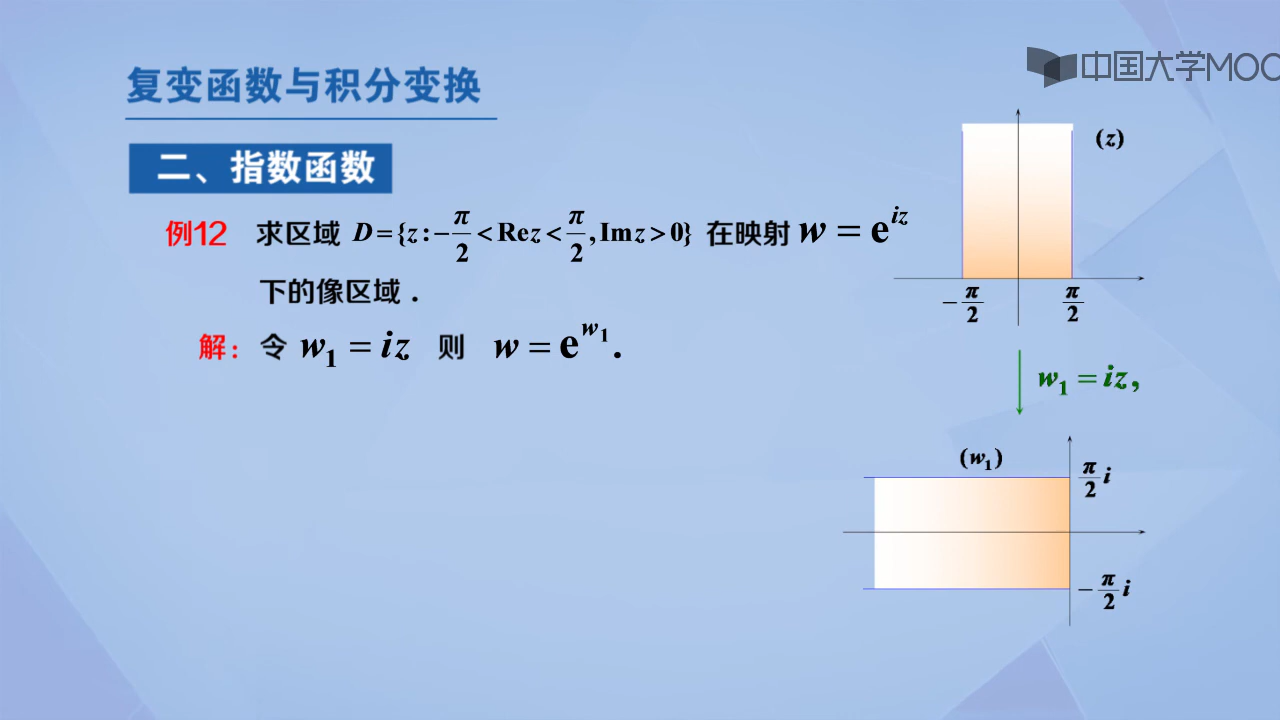 复变函数与积分变换
中国大学MOO
二、指数函数
例12 求区域 D={z:-π/2<Rez<π/2,Imz>0} 在映射 w=e^{iz}
下的像区域.
解: 令 w₁=iz 则 w=e^{w₁}.
(z)
-π/2 π/2
w₁=iz,
(w₁)
π/2 i
-π/2 i